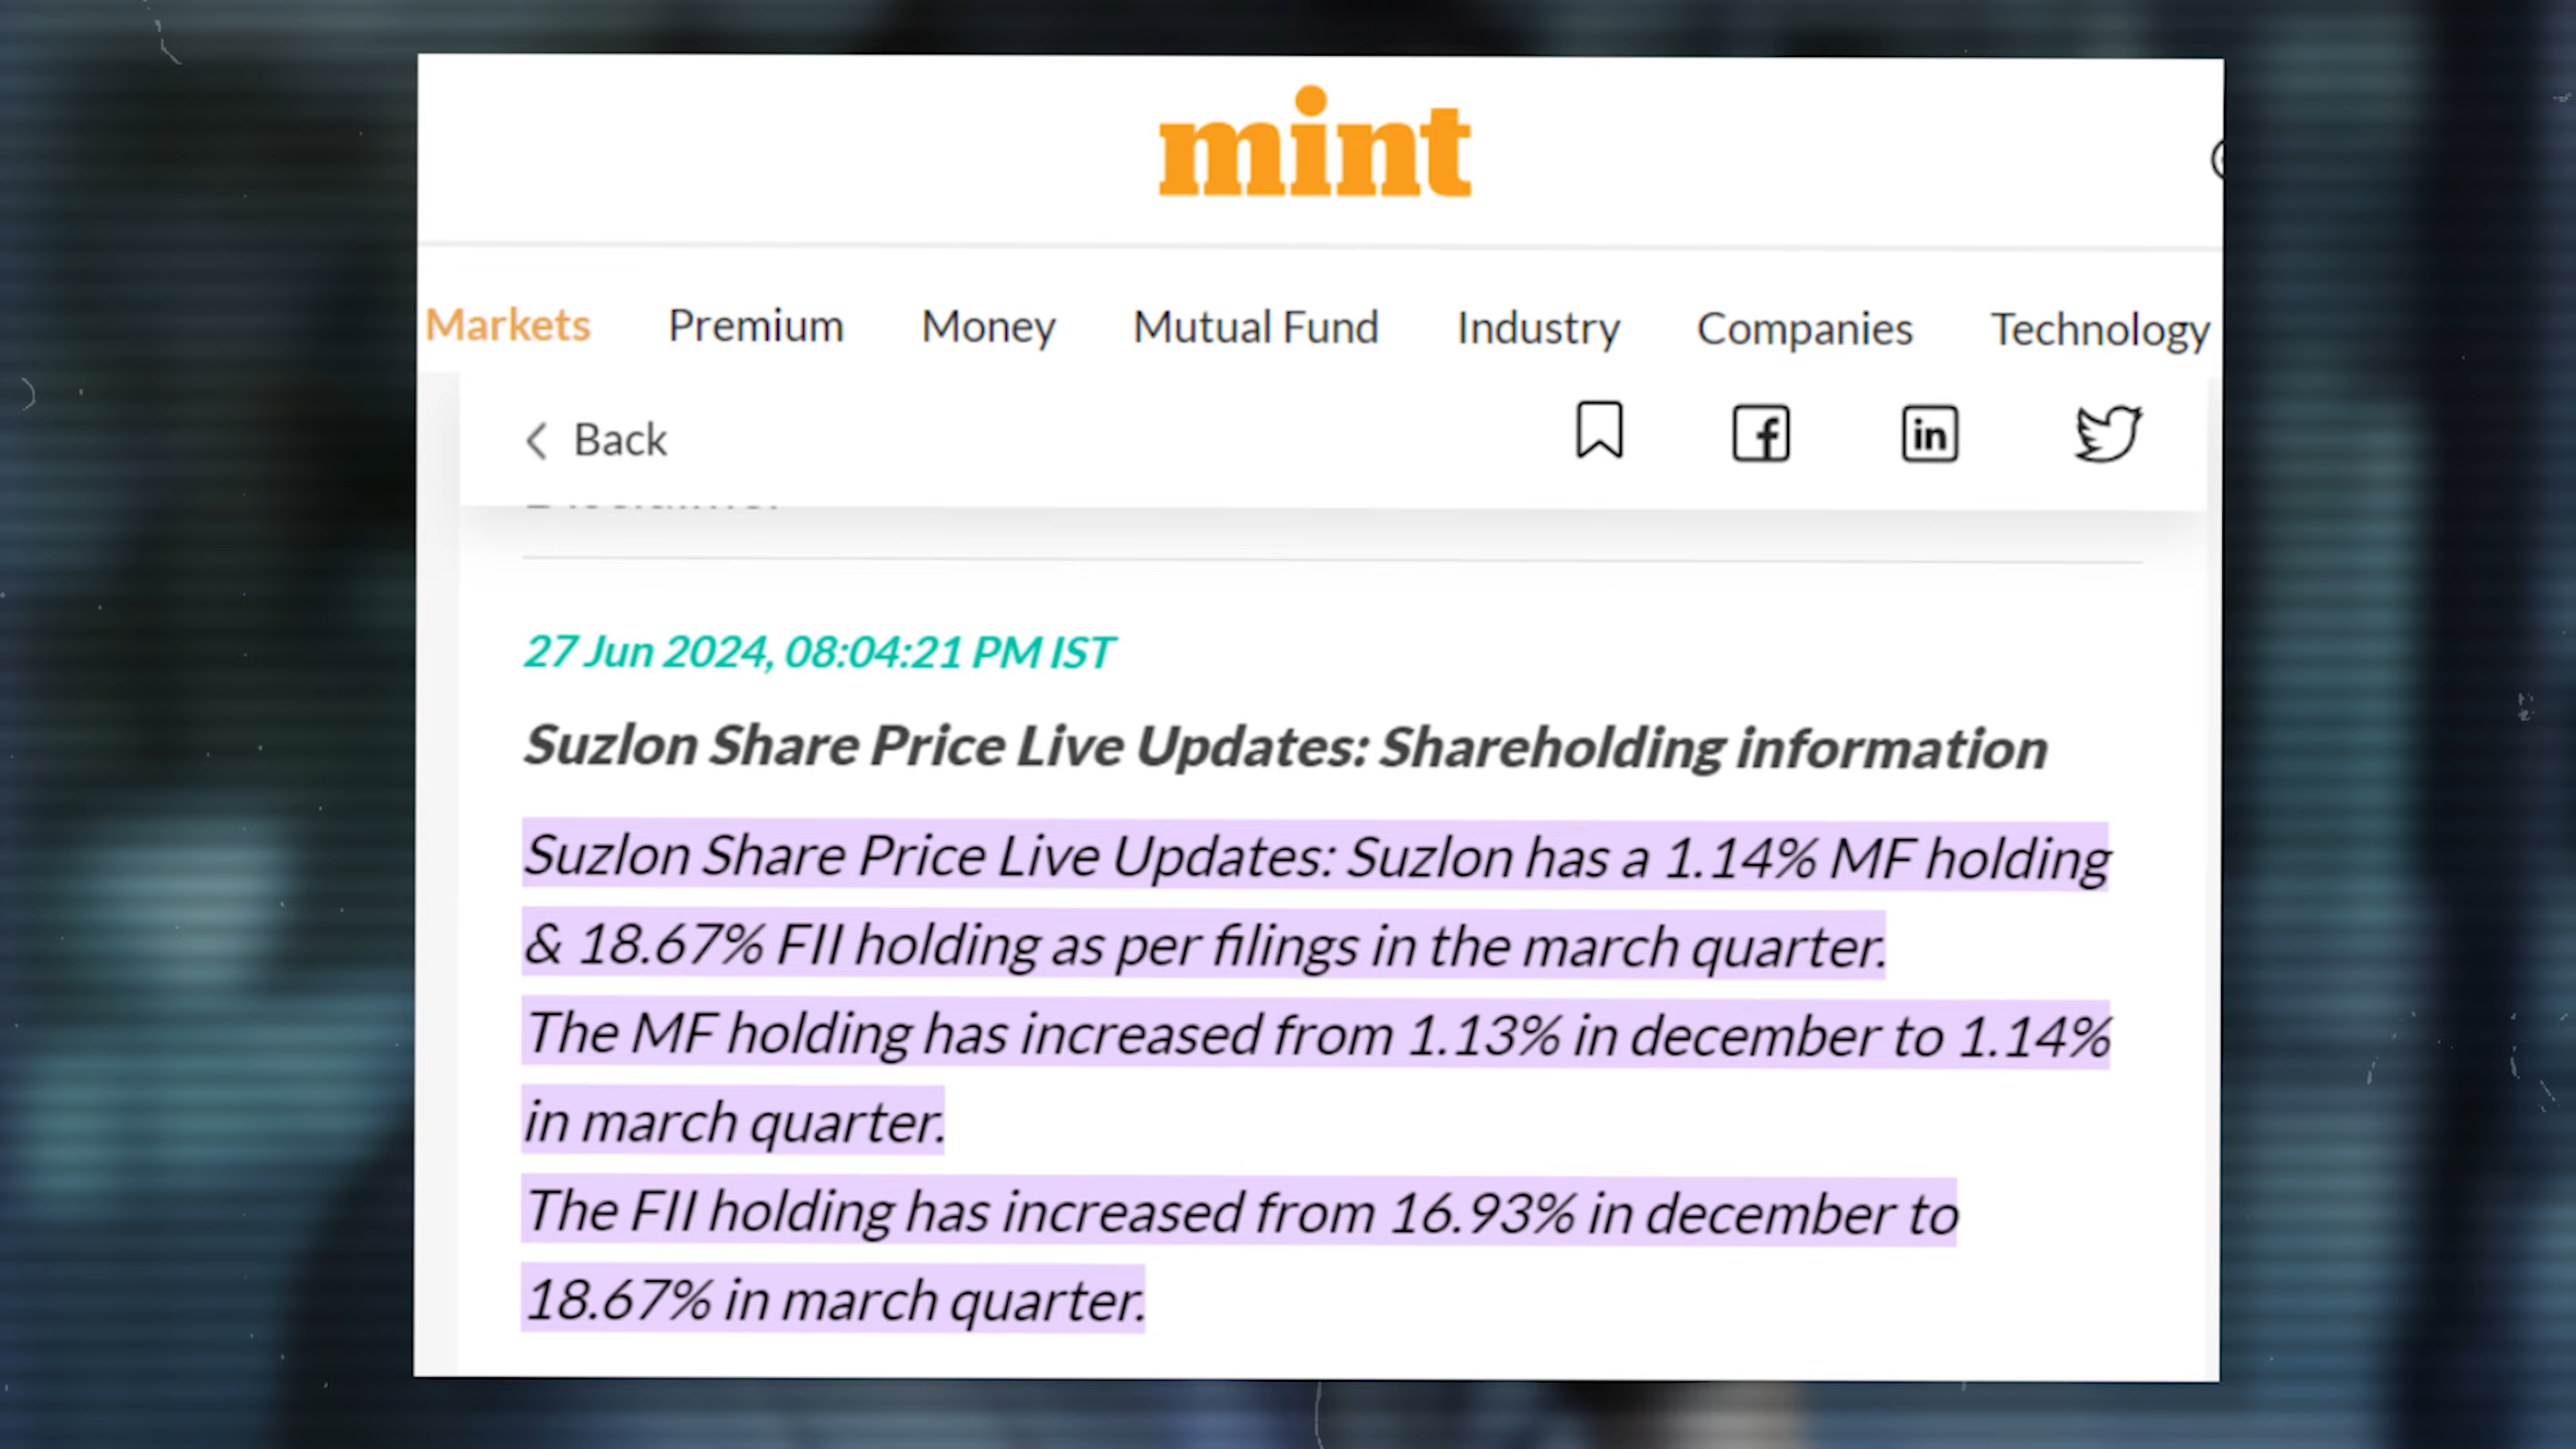 mint
Markets Premium Money Mutual Fund Industry Companies Technology
Back
27 Jun 2024, 08:04:21 PM IST
Suzlon Share Price Live Updates: Shareholding information
Suzlon Share Price Live Updates: Suzlon has a 1.14% MF holding
& 18.67% FII holding as per filings in the march quarter.
The MF holding has increased from 1.13% in december to 1.14%
in march quarter.
The FII holding has increased from 16.93% in december to
18.67% in march quarter.